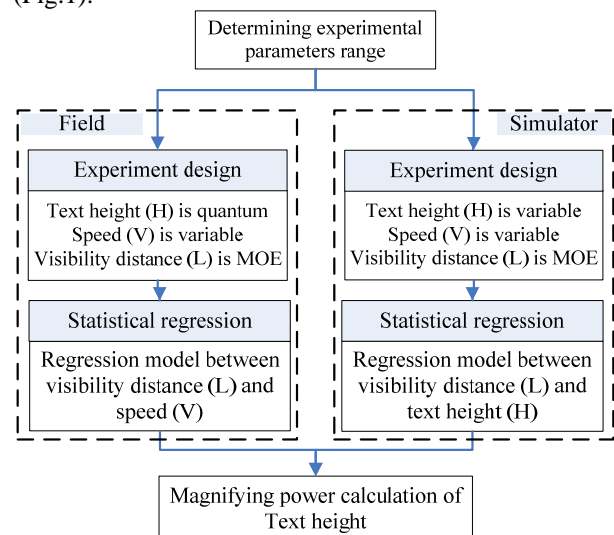 (Fig.1).
Determining experimental
parameters range
Field
Experiment design
Text height (H) is quantum
Speed (V) is variable
Visibility distance (L) is MOE
Statistical regression
Regression model between
visibility distance (L) and
speed (V)
Simulator
Experiment design
Text height (H) is variable
Speed (V) is variable
Visibility distance (L) is MOE
Statistical regression
Regression model between
visibility distance (L) and
text height (H)
Magnifying power calculation of
Text height